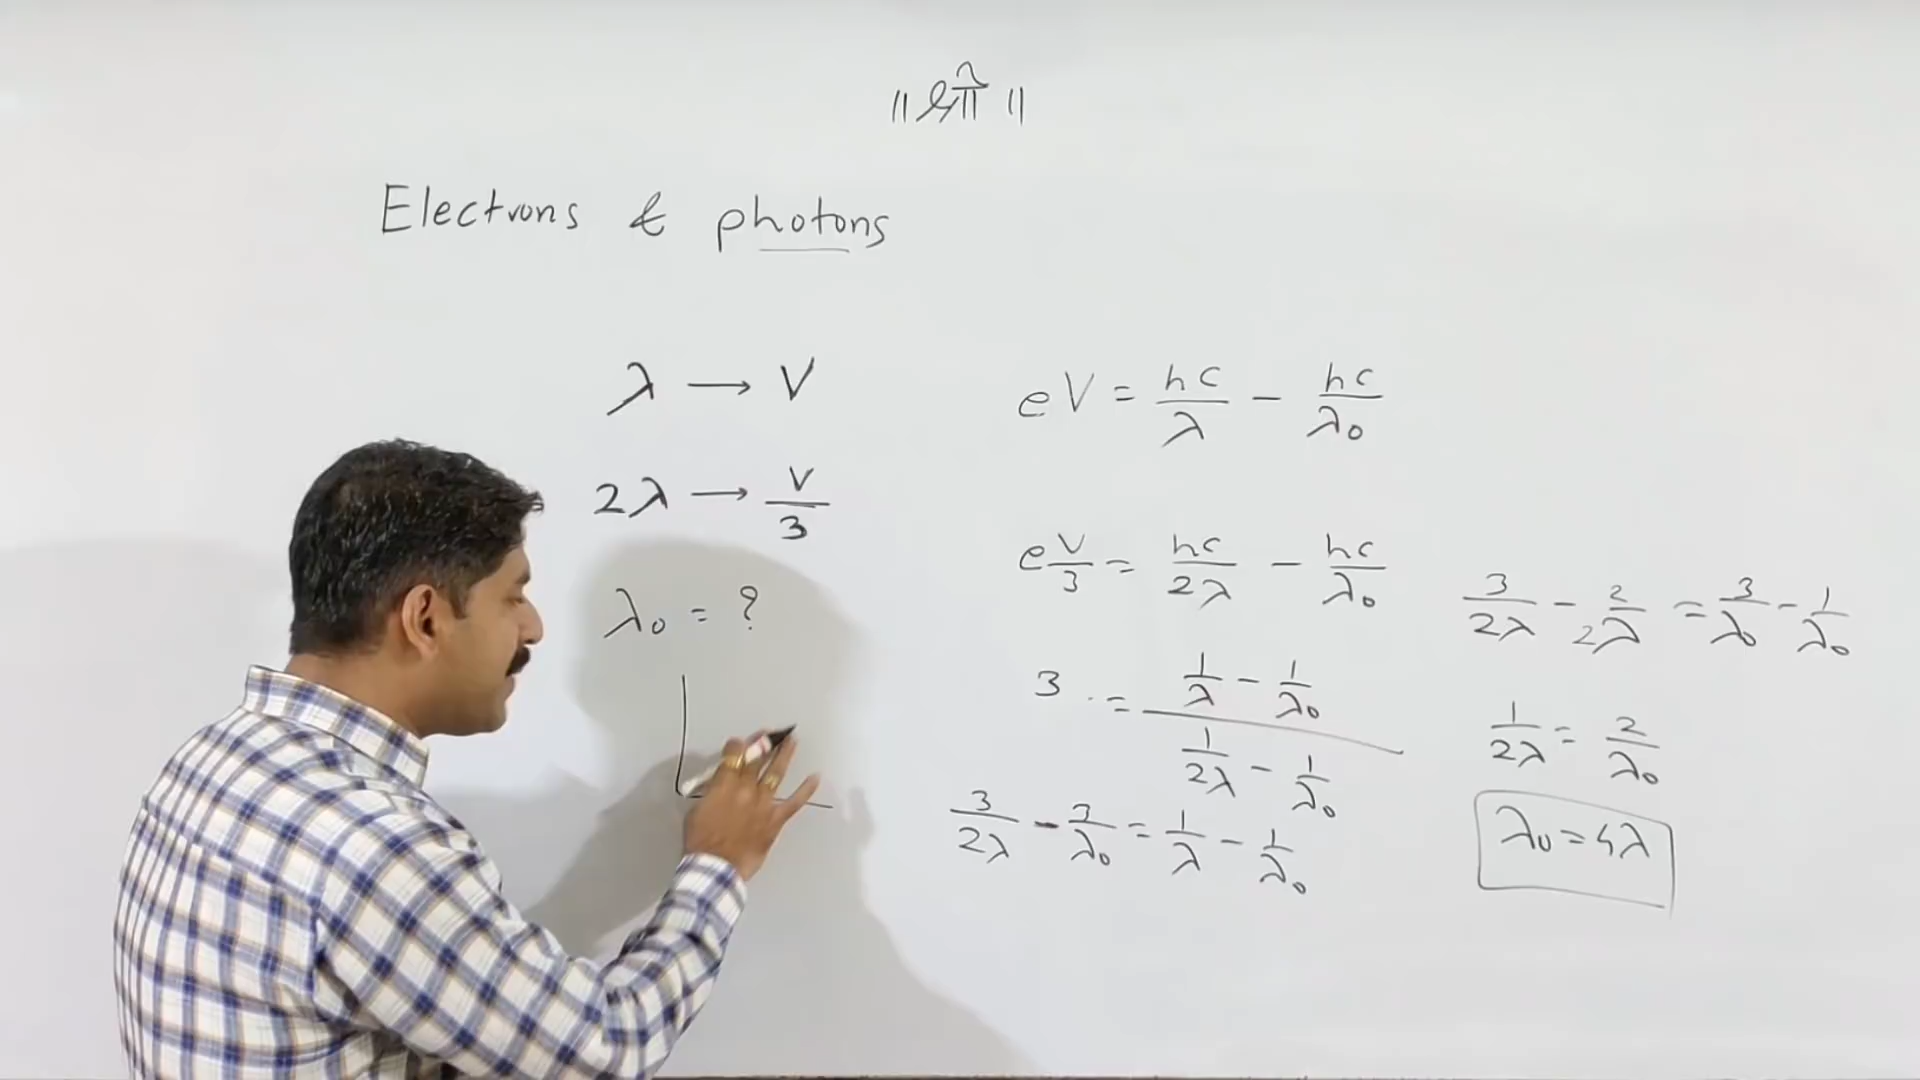 ॥ श्री ॥
Electrons & photons
λ → V
2λ → V/3
λ₀ = ?
eV = hc/λ - hc/λ₀
e V/3 = hc/2λ - hc/λ₀
3 = (1/λ - 1/λ₀)/(1/2λ - 1/λ₀)
3/2λ - 3/λ₀ = 1/λ - 1/λ₀
3/2λ - 2/2λ = 3/λ₀ - 1/λ₀
1/2λ = 2/λ₀
λ₀ = 4λ